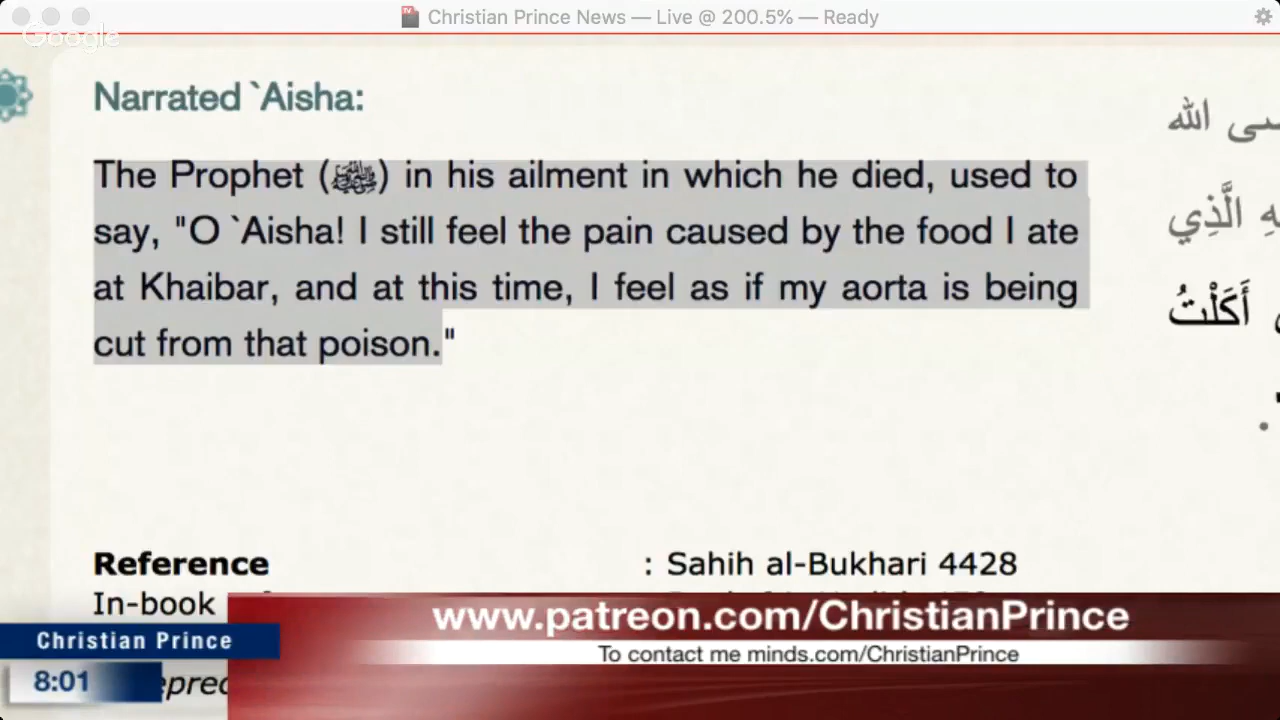 Christian Prince News — Live @ 200.5% — Ready
Google
Narrated `Aisha:
The Prophet (ﷺ) in his ailment in which he died, used to
say, "O `Aisha! I still feel the pain caused by the food I ate
at Khaibar, and at this time, I feel as if my aorta is being
cut from that poison."
ـسى الله
ـهِ الَّذِي
أَكَلْتُ
Reference : Sahih al-Bukhari 4428
In-book
www.patreon.com/ChristianPrince
Christian Prince
To contact me minds.com/ChristianPrince
8:01